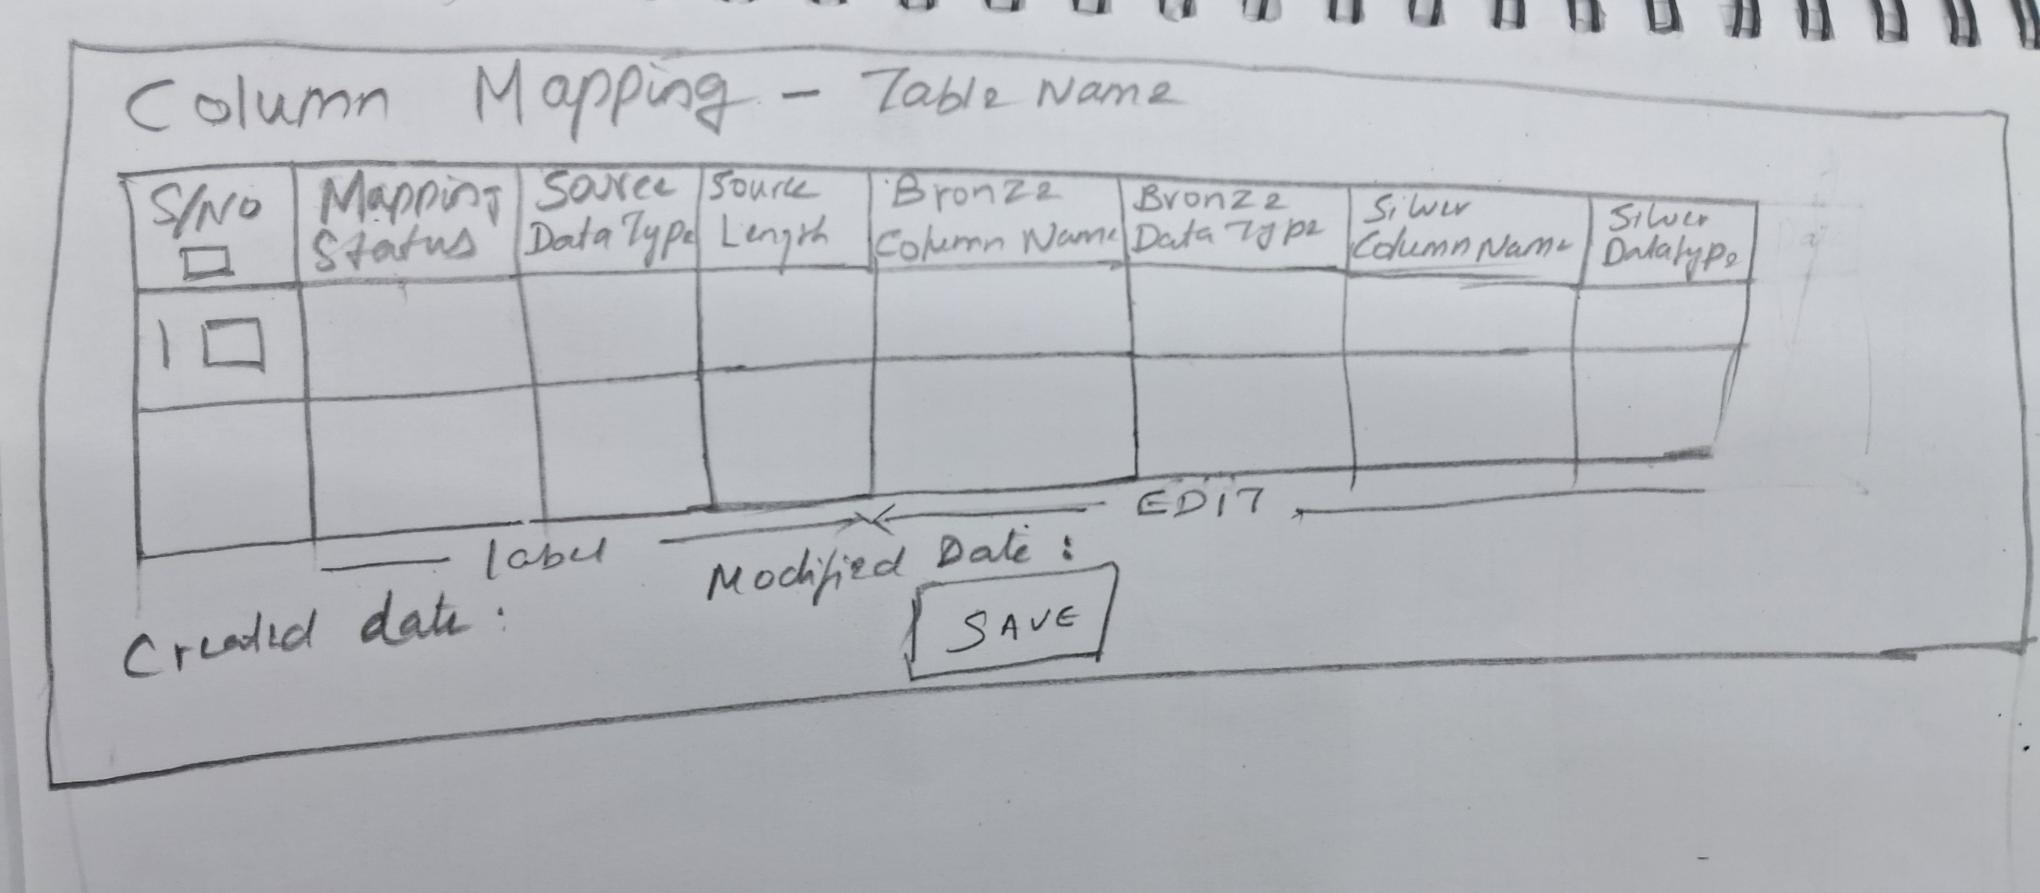 Column Mapping - Table Name
S/NO
Mapping Status
Source Data Type
Source Length
Bronze Column Name
Bronze Data Type
Silver Column Name
Silver Datatype
1
label
EDIT
Modified Date :
Created date :
SAVE